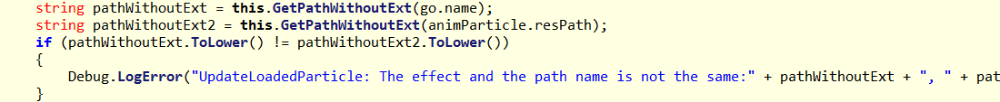 string pathWithoutExt = this.GetPathWithoutExt(go.name);
string pathWithoutExt2 = this.GetPathWithoutExt(animParticle.resPath);
if (pathWithoutExt.ToLower() != pathWithoutExt2.ToLower())
{
Debug.LogError("UpdateLoadedParticle: The effect and the path name is not the same:" + pathWithoutExt + ", " + pat
}